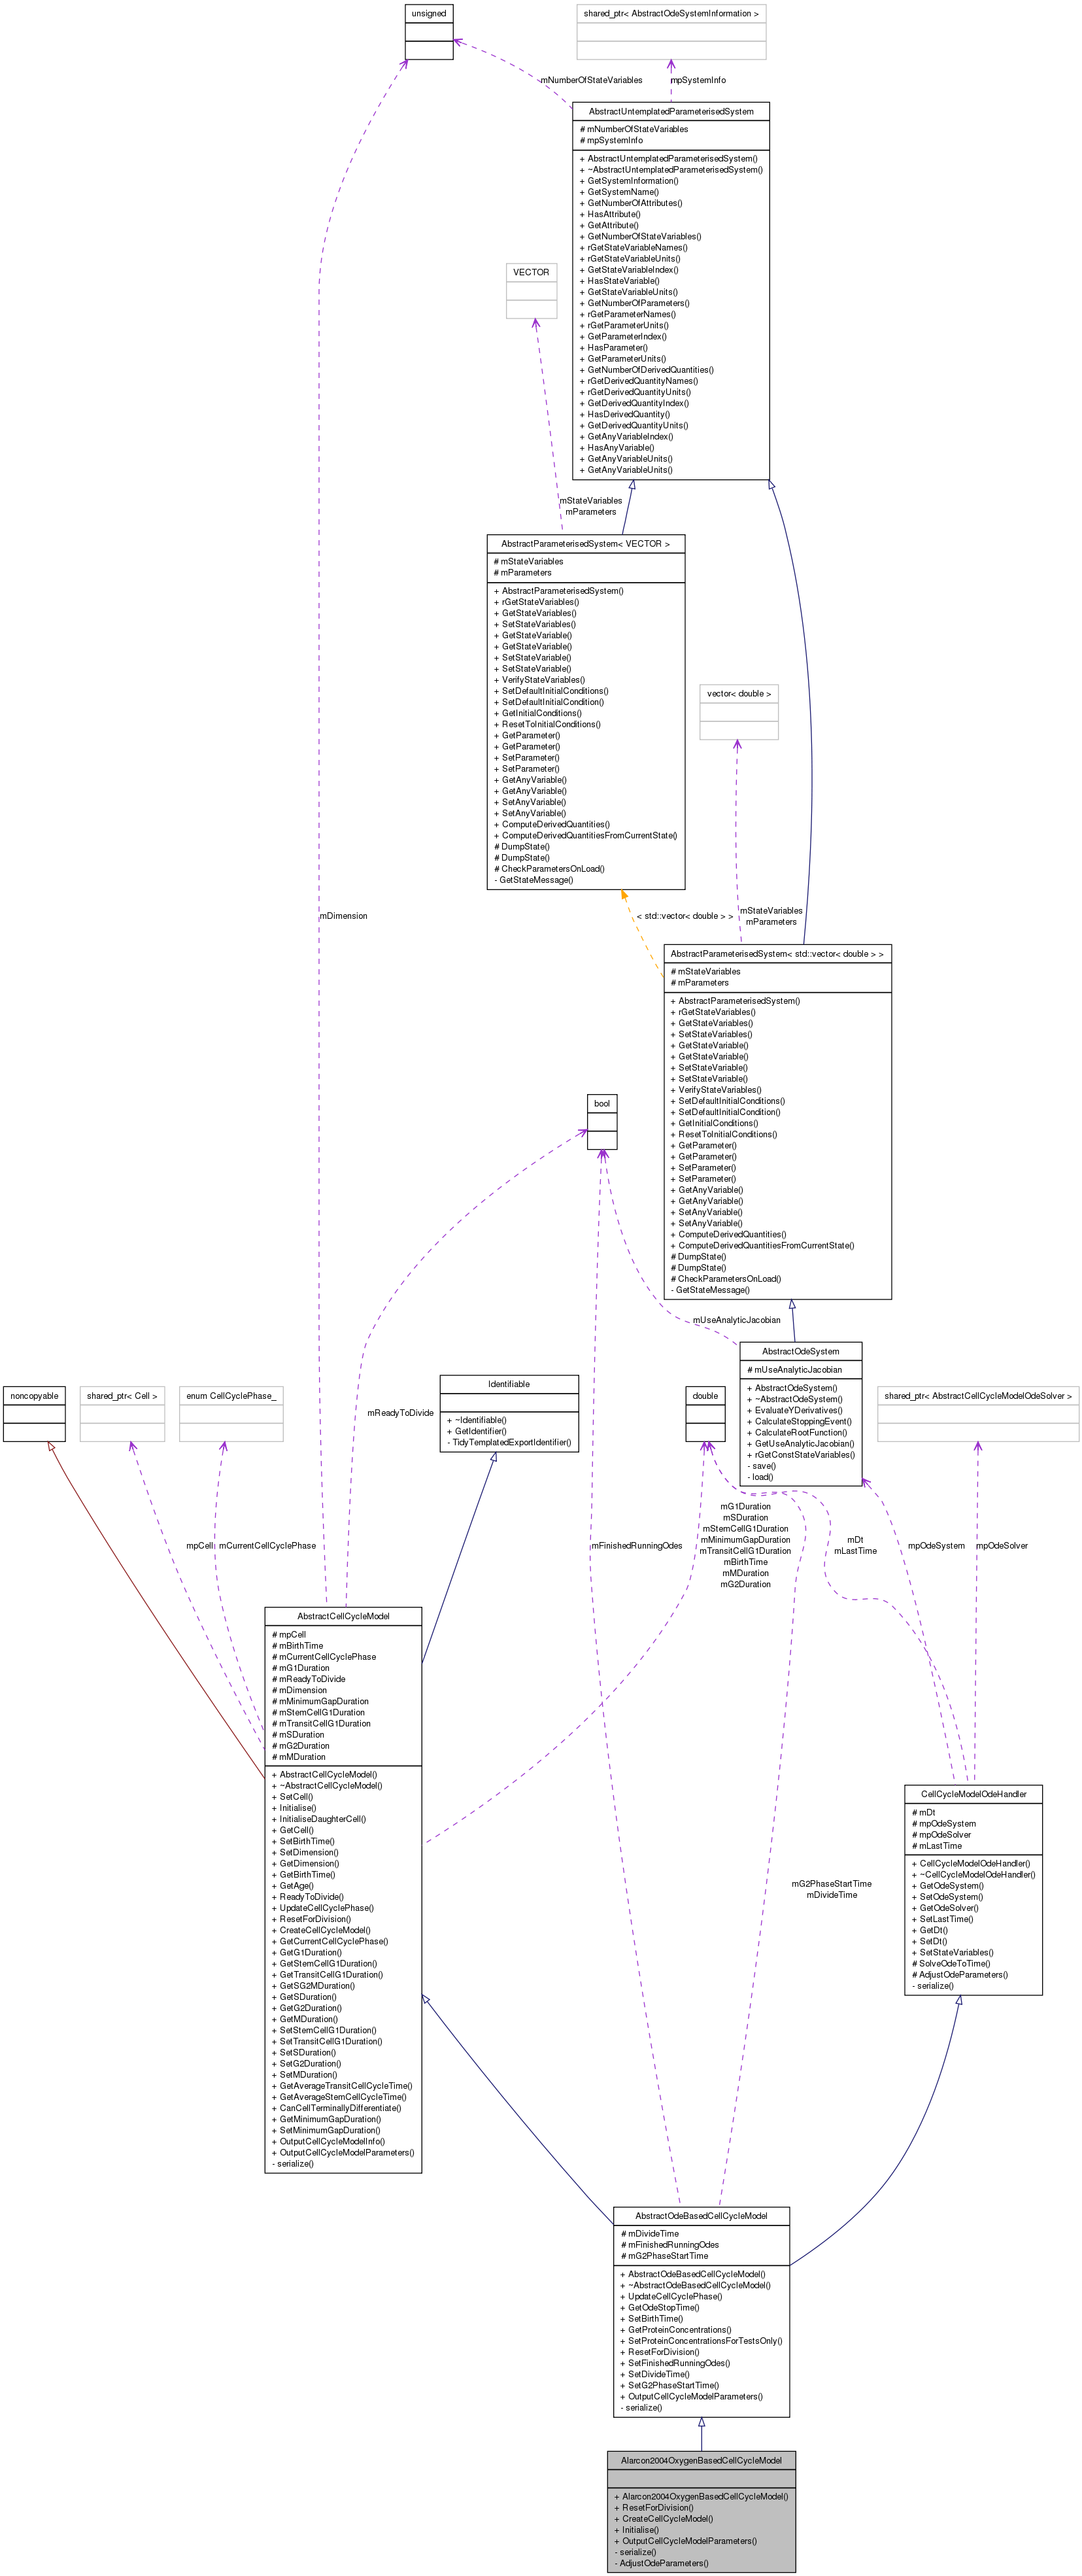 unsigned
shared_ptr< AbstractOdeSystemInformation >
mNumberOfStateVariables
mpSystemInfo
AbstractUntemplatedParameterisedSystem
# mNumberOfStateVariables
# mpSystemInfo
+ AbstractUntemplatedParameterisedSystem()
+ ~AbstractUntemplatedParameterisedSystem()
+ GetSystemInformation()
+ GetSystemName()
+ GetNumberOfAttributes()
+ HasAttribute()
+ GetAttribute()
+ GetNumberOfStateVariables()
+ rGetStateVariableNames()
+ rGetStateVariableUnits()
+ GetStateVariableIndex()
+ HasStateVariable()
+ GetStateVariableUnits()
+ GetNumberOfParameters()
+ rGetParameterNames()
+ rGetParameterUnits()
+ GetParameterIndex()
+ HasParameter()
+ GetParameterUnits()
+ GetNumberOfDerivedQuantities()
+ rGetDerivedQuantityNames()
+ rGetDerivedQuantityUnits()
+ GetDerivedQuantityIndex()
+ HasDerivedQuantity()
+ GetDerivedQuantityUnits()
+ GetAnyVariableIndex()
+ HasAnyVariable()
+ GetAnyVariableUnits()
+ GetAnyVariableUnits()
VECTOR
mStateVariables
mParameters
AbstractParameterisedSystem< VECTOR >
# mStateVariables
# mParameters
+ AbstractParameterisedSystem()
+ rGetStateVariables()
+ GetStateVariables()
+ SetStateVariables()
+ GetStateVariable()
+ GetStateVariable()
+ SetStateVariable()
+ SetStateVariable()
+ VerifyStateVariables()
+ SetDefaultInitialConditions()
+ SetDefaultInitialCondition()
+ GetInitialConditions()
+ ResetToInitialConditions()
+ GetParameter()
+ GetParameter()
+ SetParameter()
+ SetParameter()
+ GetAnyVariable()
+ GetAnyVariable()
+ SetAnyVariable()
+ SetAnyVariable()
+ ComputeDerivedQuantities()
+ ComputeDerivedQuantitiesFromCurrentState()
# DumpState()
# DumpState()
# CheckParametersOnLoad()
- GetStateMessage()
vector< double >
mDimension
< std::vector< double > >
mStateVariables
mParameters
AbstractParameterisedSystem< std::vector< double > >
# mStateVariables
# mParameters
+ AbstractParameterisedSystem()
+ rGetStateVariables()
+ GetStateVariables()
+ SetStateVariables()
+ GetStateVariable()
+ GetStateVariable()
+ SetStateVariable()
+ SetStateVariable()
+ VerifyStateVariables()
+ SetDefaultInitialConditions()
+ SetDefaultInitialCondition()
+ GetInitialConditions()
+ ResetToInitialConditions()
+ GetParameter()
+ GetParameter()
+ SetParameter()
+ SetParameter()
+ GetAnyVariable()
+ GetAnyVariable()
+ SetAnyVariable()
+ SetAnyVariable()
+ ComputeDerivedQuantities()
+ ComputeDerivedQuantitiesFromCurrentState()
# DumpState()
# DumpState()
# CheckParametersOnLoad()
- GetStateMessage()
bool
mUseAnalyticJacobian
AbstractOdeSystem
# mUseAnalyticJacobian
+ AbstractOdeSystem()
+ ~AbstractOdeSystem()
+ EvaluateYDerivatives()
+ CalculateStoppingEvent()
+ CalculateRootFunction()
+ GetUseAnalyticJacobian()
+ rGetConstStateVariables()
- save()
- load()
noncopyable
shared_ptr< Cell >
enum CellCyclePhase_
Identifiable
+ ~Identifiable()
+ GetIdentifier()
- TidyTemplatedExportIdentifier()
double
shared_ptr< AbstractCellCycleModelOdeSolver >
mReadyToDivide
mpCell
mCurrentCellCyclePhase
mFinishedRunningOdes
mG1Duration
mSDuration
mStemCellG1Duration
mMinimumGapDuration
mTransitCellG1Duration
mBirthTime
mMDuration
mG2Duration
mDt
mLastTime
mpOdeSystem
mpOdeSolver
AbstractCellCycleModel
# mpCell
# mBirthTime
# mCurrentCellCyclePhase
# mG1Duration
# mReadyToDivide
# mDimension
# mMinimumGapDuration
# mStemCellG1Duration
# mTransitCellG1Duration
# mSDuration
# mG2Duration
# mMDuration
+ AbstractCellCycleModel()
+ ~AbstractCellCycleModel()
+ SetCell()
+ Initialise()
+ InitialiseDaughterCell()
+ GetCell()
+ SetBirthTime()
+ SetDimension()
+ GetDimension()
+ GetBirthTime()
+ GetAge()
+ ReadyToDivide()
+ UpdateCellCyclePhase()
+ ResetForDivision()
+ CreateCellCycleModel()
+ GetCurrentCellCyclePhase()
+ GetG1Duration()
+ GetStemCellG1Duration()
+ GetTransitCellG1Duration()
+ GetSG2MDuration()
+ GetSDuration()
+ GetG2Duration()
+ GetMDuration()
+ SetStemCellG1Duration()
+ SetTransitCellG1Duration()
+ SetSDuration()
+ SetG2Duration()
+ SetMDuration()
+ GetAverageTransitCellCycleTime()
+ GetAverageStemCellCycleTime()
+ CanCellTerminallyDifferentiate()
+ GetMinimumGapDuration()
+ SetMinimumGapDuration()
+ OutputCellCycleModelInfo()
+ OutputCellCycleModelParameters()
- serialize()
CellCycleModelOdeHandler
# mDt
# mpOdeSystem
# mpOdeSolver
# mLastTime
+ CellCycleModelOdeHandler()
+ ~CellCycleModelOdeHandler()
+ GetOdeSystem()
+ SetOdeSystem()
+ GetOdeSolver()
+ SetLastTime()
+ GetDt()
+ SetDt()
+ SetStateVariables()
# SolveOdeToTime()
# AdjustOdeParameters()
- serialize()
mG2PhaseStartTime
mDivideTime
AbstractOdeBasedCellCycleModel
# mDivideTime
# mFinishedRunningOdes
# mG2PhaseStartTime
+ AbstractOdeBasedCellCycleModel()
+ ~AbstractOdeBasedCellCycleModel()
+ UpdateCellCyclePhase()
+ GetOdeStopTime()
+ SetBirthTime()
+ GetProteinConcentrations()
+ SetProteinConcentrationsForTestsOnly()
+ ResetForDivision()
+ SetFinishedRunningOdes()
+ SetDivideTime()
+ SetG2PhaseStartTime()
+ OutputCellCycleModelParameters()
- serialize()
Alarcon2004OxygenBasedCellCycleModel
+ Alarcon2004OxygenBasedCellCycleModel()
+ ResetForDivision()
+ CreateCellCycleModel()
+ Initialise()
+ OutputCellCycleModelParameters()
- serialize()
- AdjustOdeParameters()